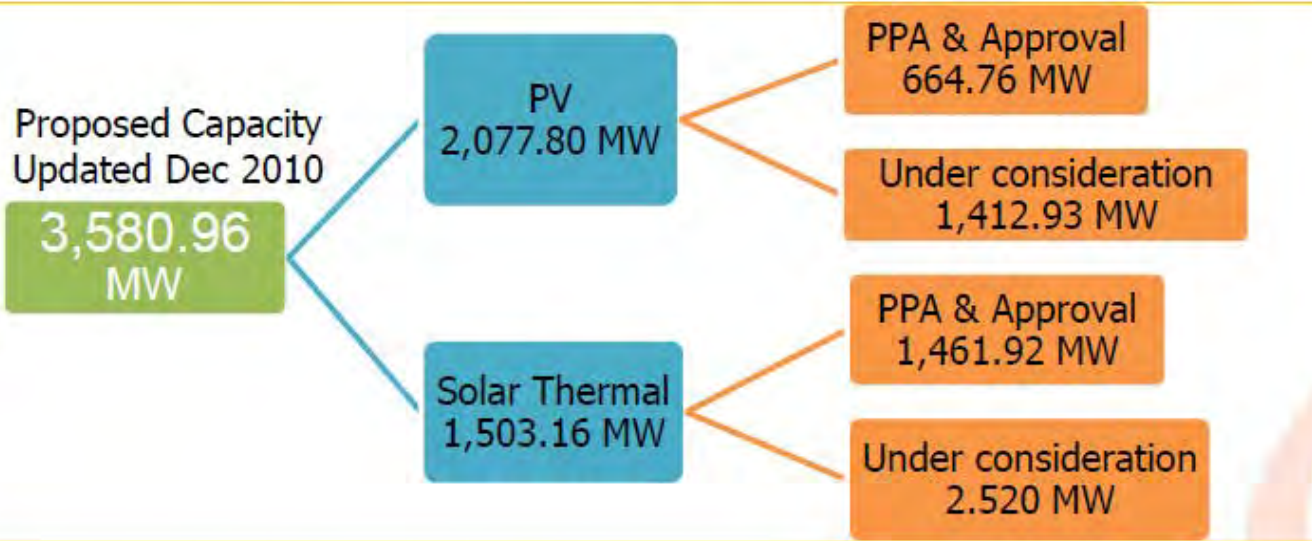 Proposed Capacity
Updated Dec 2010
3,580.96
MW
PV
2,077.80 MW
Solar Thermal
1,503.16 MW
PPA & Approval
664.76 MW
Under consideration
1,412.93 MW
PPA & Approval
1,461.92 MW
Under consideration
2.520 MW